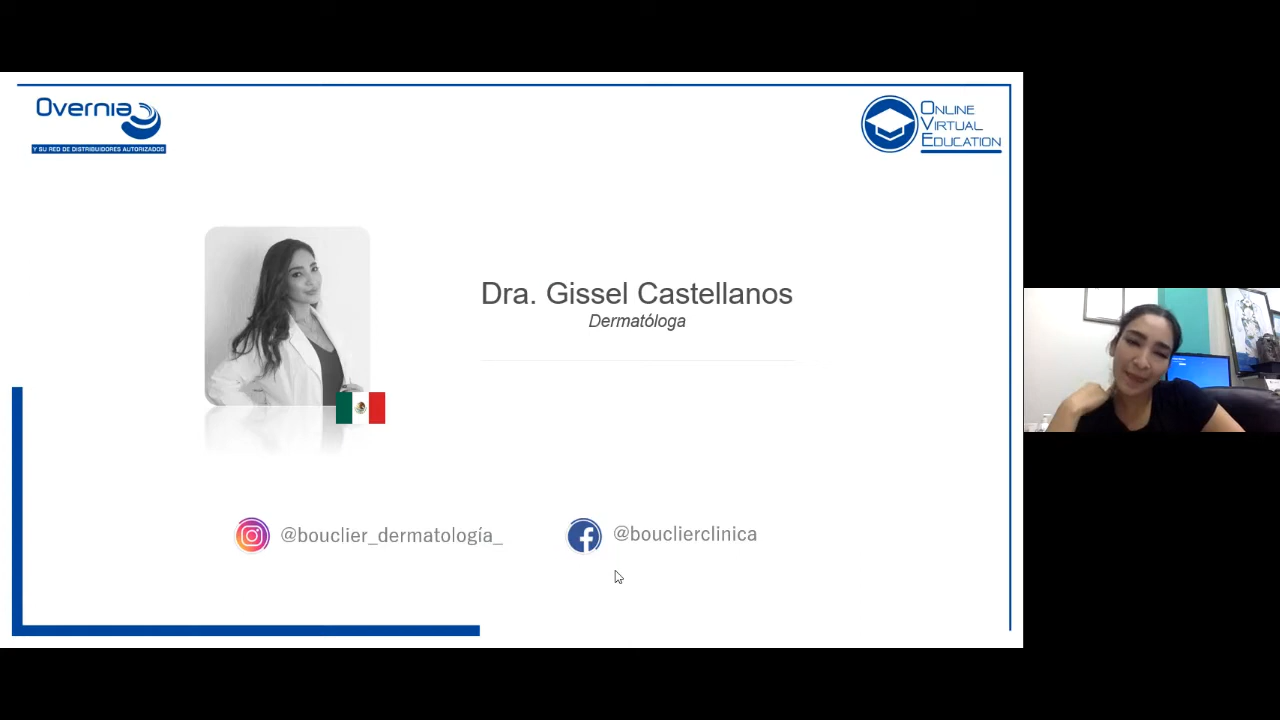 Overnia
Y SU RED DE DISTRIBUIDORES AUTORIZADOS
ONLINE
VIRTUAL
EDUCATION
Dra. Gissel Castellanos
Dermatóloga
@bouclier_dermatología_
@bouclierclinica